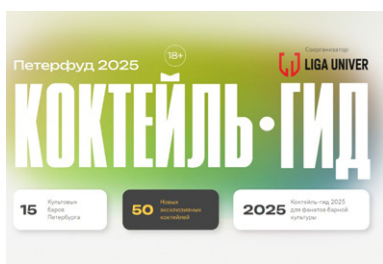 Соорганизатор
18+
Петерфуд 2025
LIGA UNIVER
КОКТЕЙЛЬ·ГИД
15
Культовых
баров
Петербурга
50
Новых
эксклюзивных
коктейлей
2025
Коктейль-гид 2025
для фанатов барной
культуры